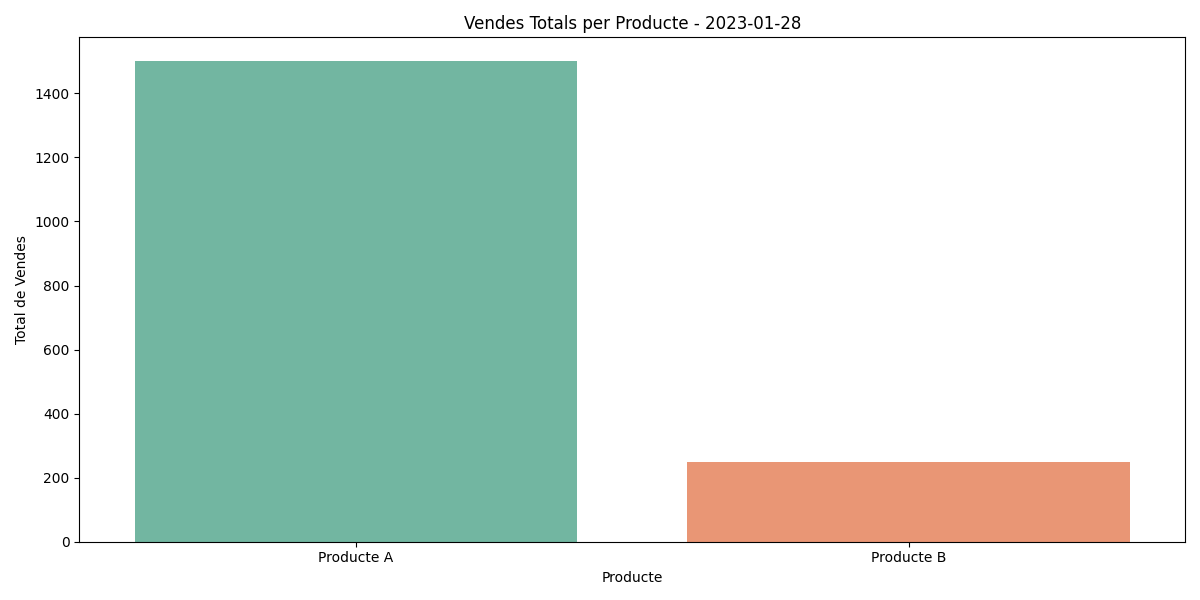 Vendes Totals per Producte - 2023-01-28
Total de Vendes
1400
1200
1000
800
600
400
200
0
Producte A
Producte B
Producte